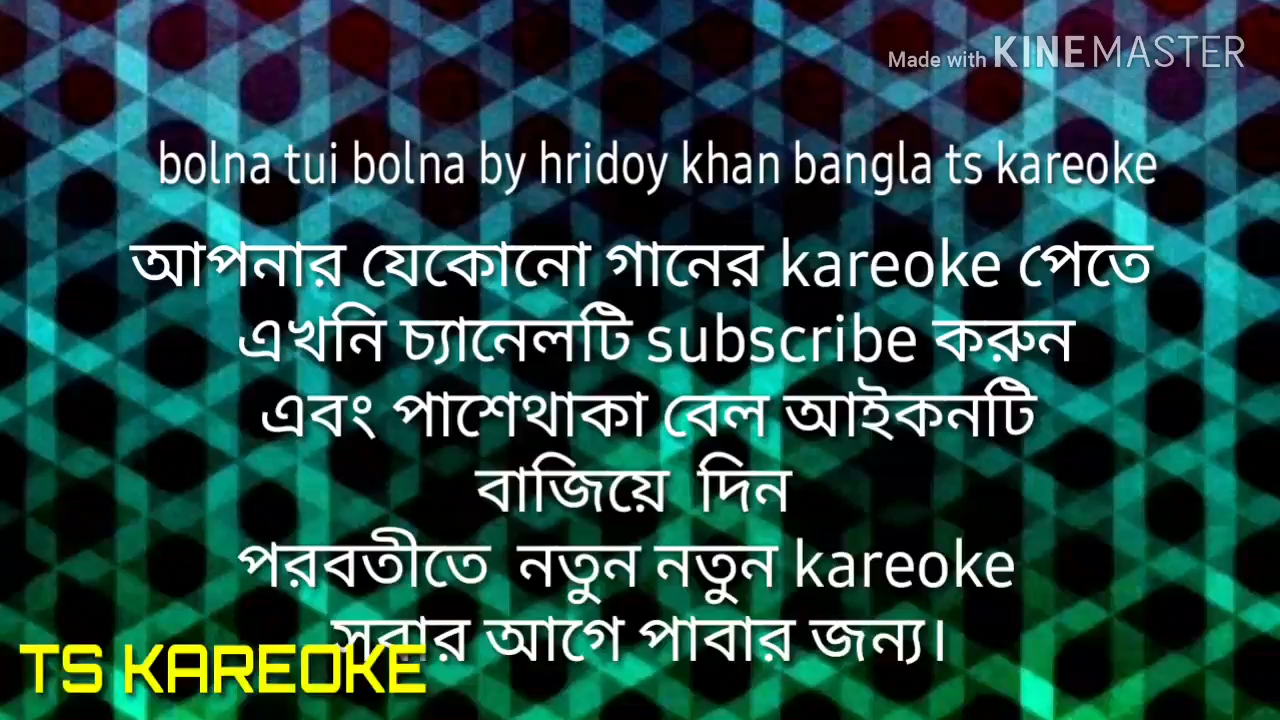 Made with KINEMASTER
bolna tui bolna by hridoy khan bangla ts kareoke
আপনার যেকোনো গানের kareoke পেতে
এখনি চ্যানেলটি subscribe করুন
এবং পাশেথাকা বেল আইকনটি
বাজিয়ে দিন
পরবতীতে নতুন নতুন kareoke
সবার আগে পাবার জন্য।
TS KAREOKE